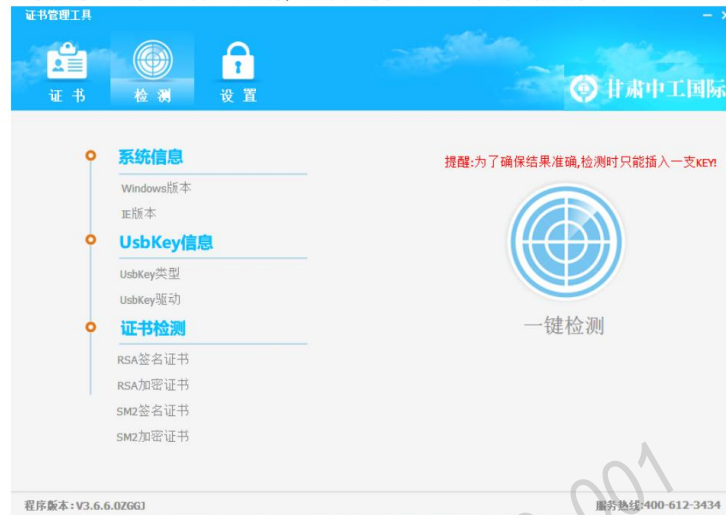 证书管理工具
证书
检测
设置
甘肃中工国际
系统信息
Windows版本
IE版本
UsbKey信息
UsbKey类型
UsbKey驱动
证书检测
RSA签名证书
RSA加密证书
SM2签名证书
SM2加密证书
提醒:为了确保结果准确,检测时只能插入一支KEY!
一键检测
程序版本:V3.6.6.0ZGGJ
服务热线:400-612-3434
001